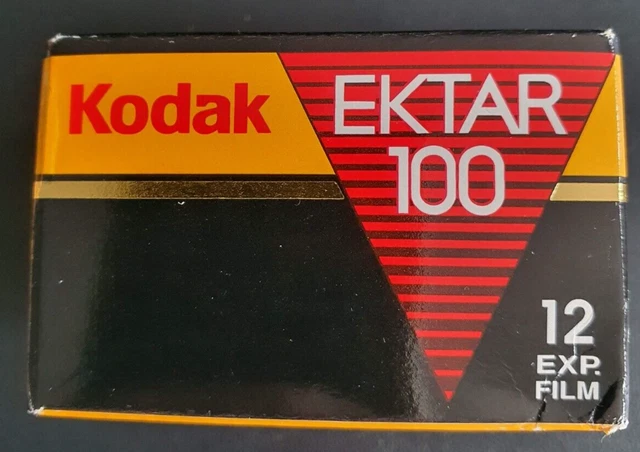 Kodak
EKTAR
100
12
EXP.
FILM